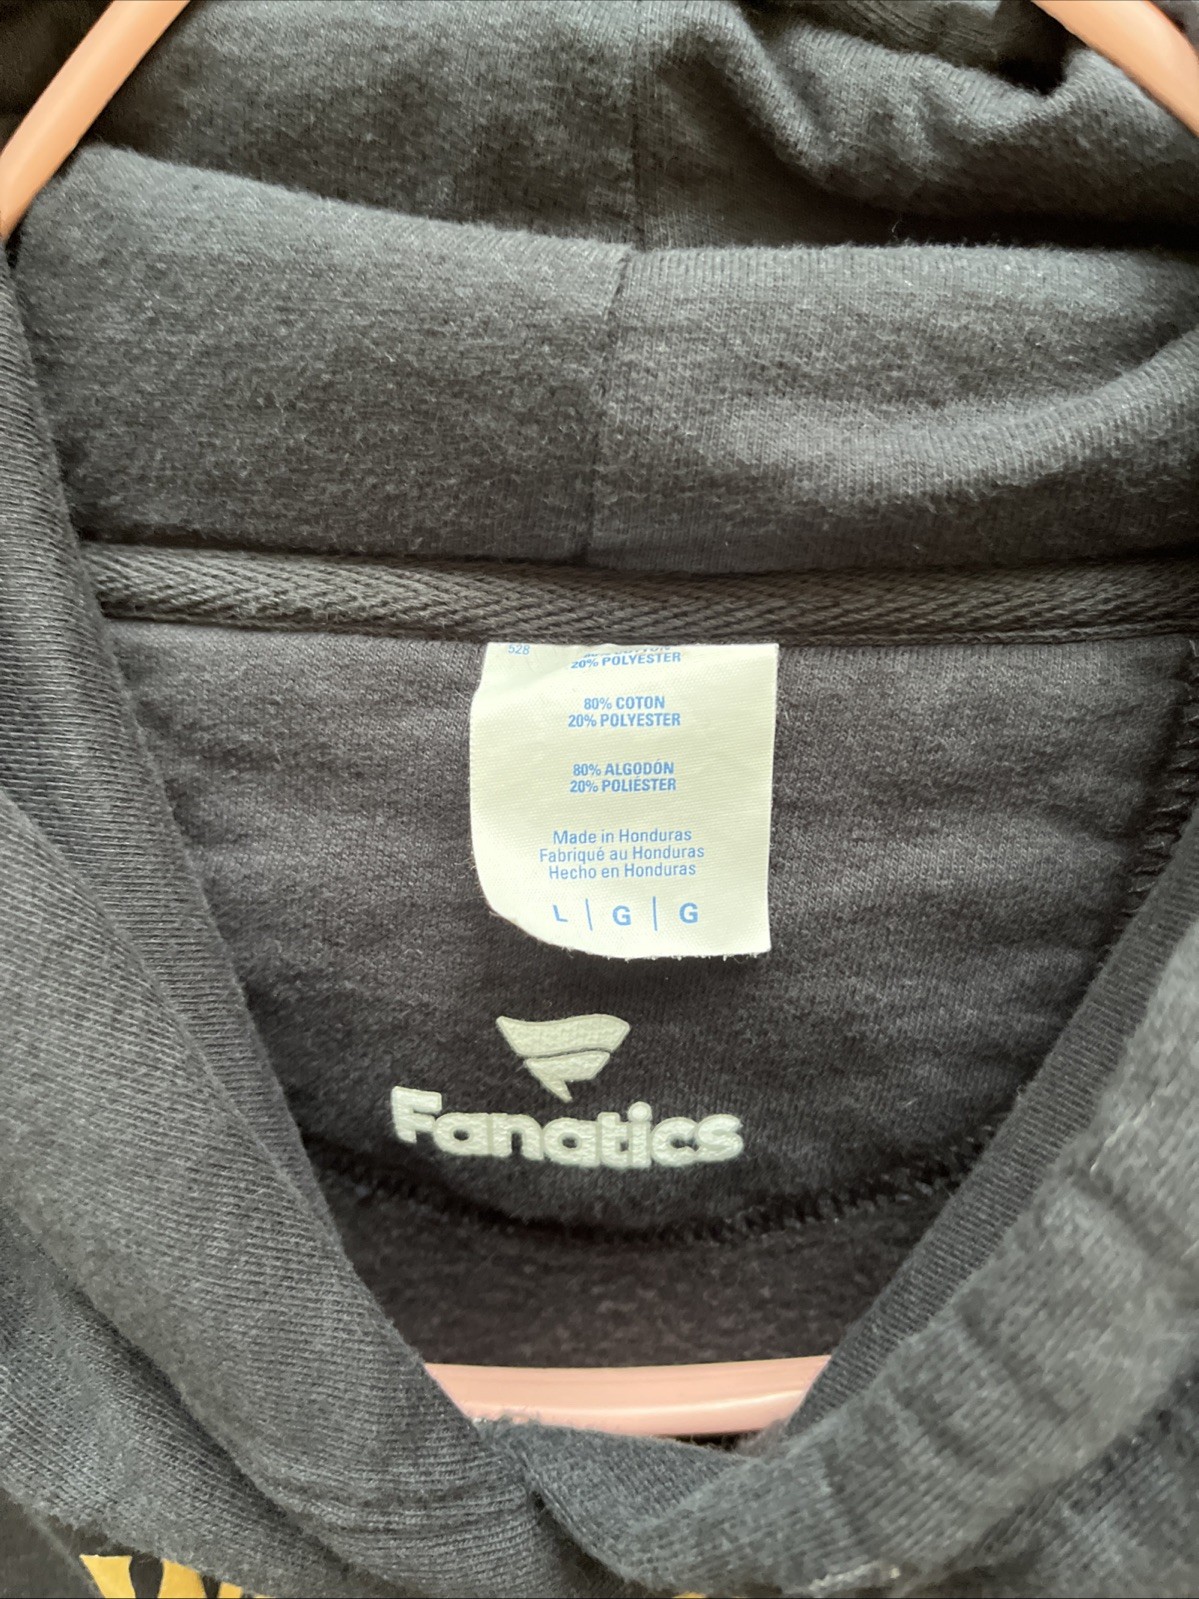 528
20% POLYESTER
80% COTON
20% POLYESTER
80% ALGODÓN
20% POLIÉSTER
Made in Honduras
Fabriqué au Honduras
Hecho en Honduras
L | G | G
Fanatics